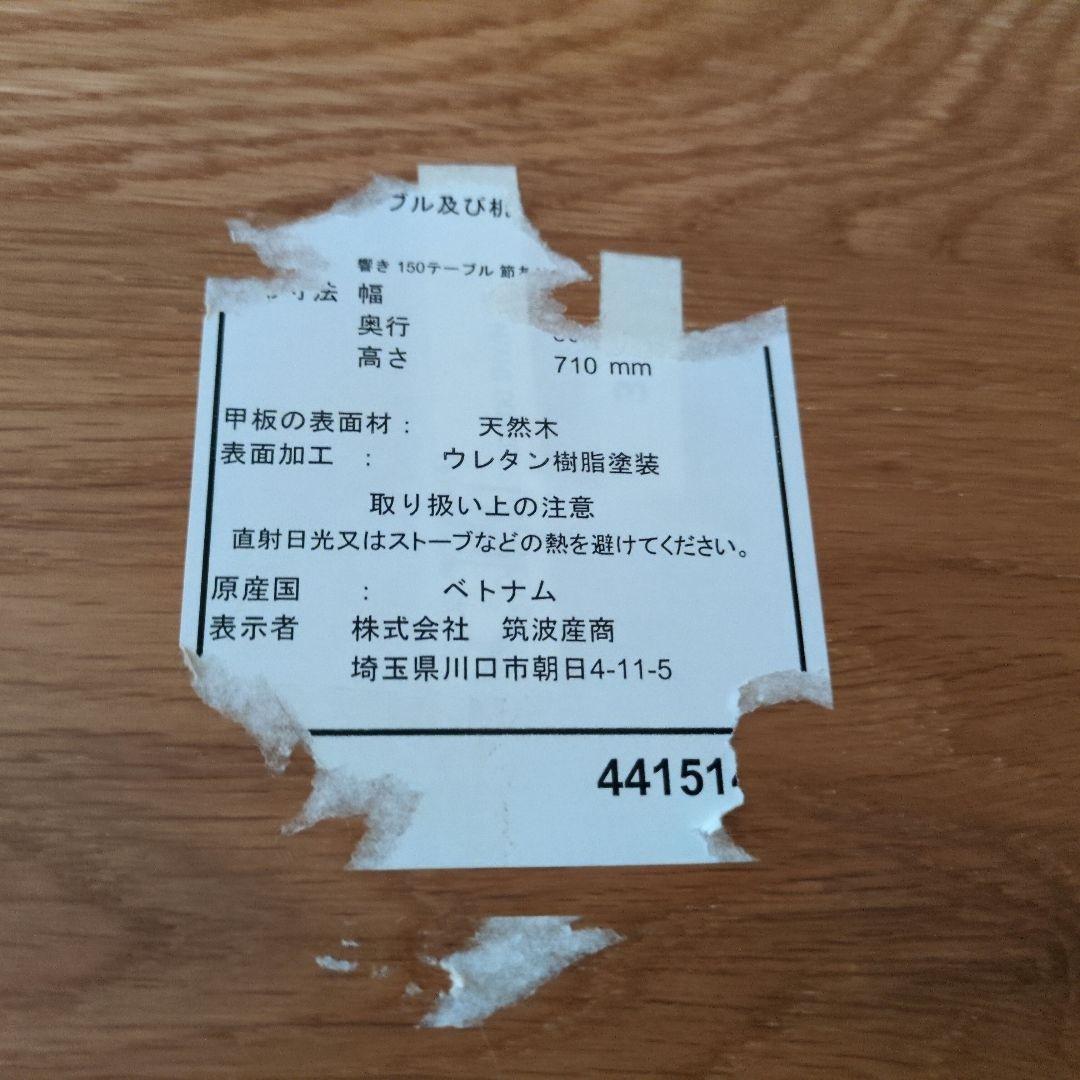 ブル及び机
響き 150テーブル 節
寸法 幅
奥行
高さ 710 mm
甲板の表面材： 天然木
表面加工 ： ウレタン樹脂塗装
取り扱い上の注意
直射日光又はストーブなどの熱を避けてください。
原産国 ： ベトナム
表示者 株式会社 筑波産商
埼玉県川口市朝日4-11-5
441514